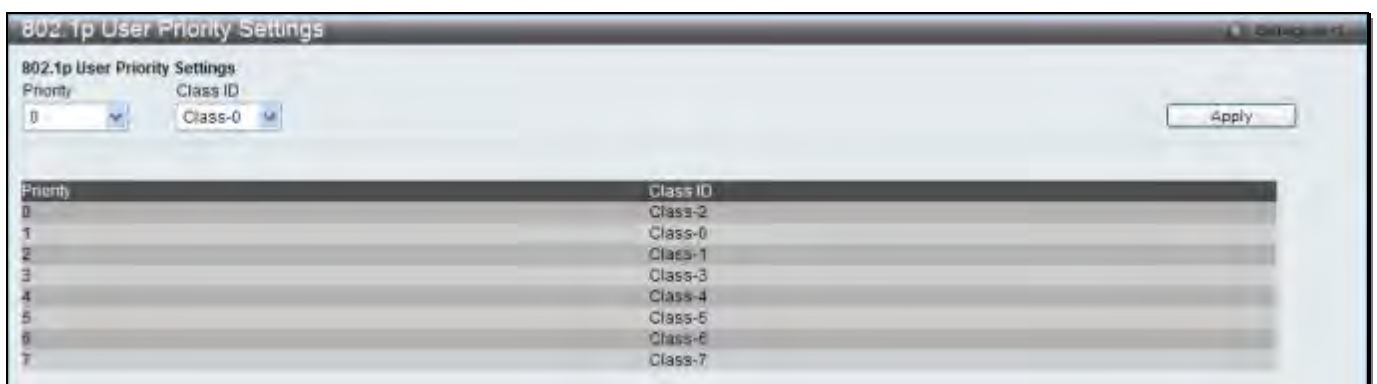 802.1p User Priority Settings
802.1p User Priority Settings
Priority Class ID
0 Class-0 Apply
Priority Class ID
0 Class-2
1 Class-0
2 Class-1
3 Class-3
4 Class-4
5 Class-5
6 Class-6
7 Class-7